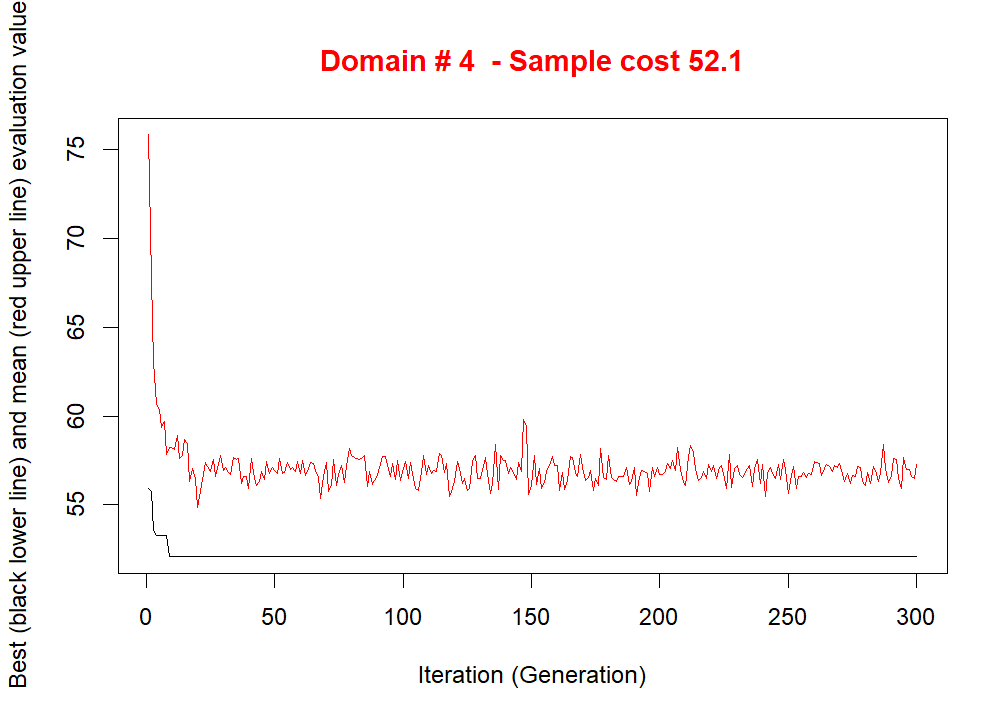 Domain # 4  - Sample cost 52.1
Best (black lower line) and mean (red upper line) evaluation value
75
70
65
60
55
0 50 100 150 200 250 300
Iteration (Generation)